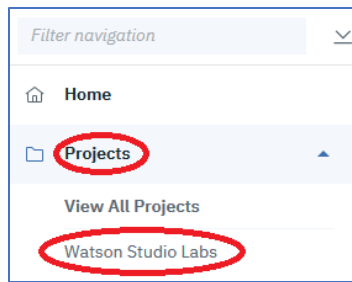 Filter navigation
Home
Projects
View All Projects
Watson Studio Labs